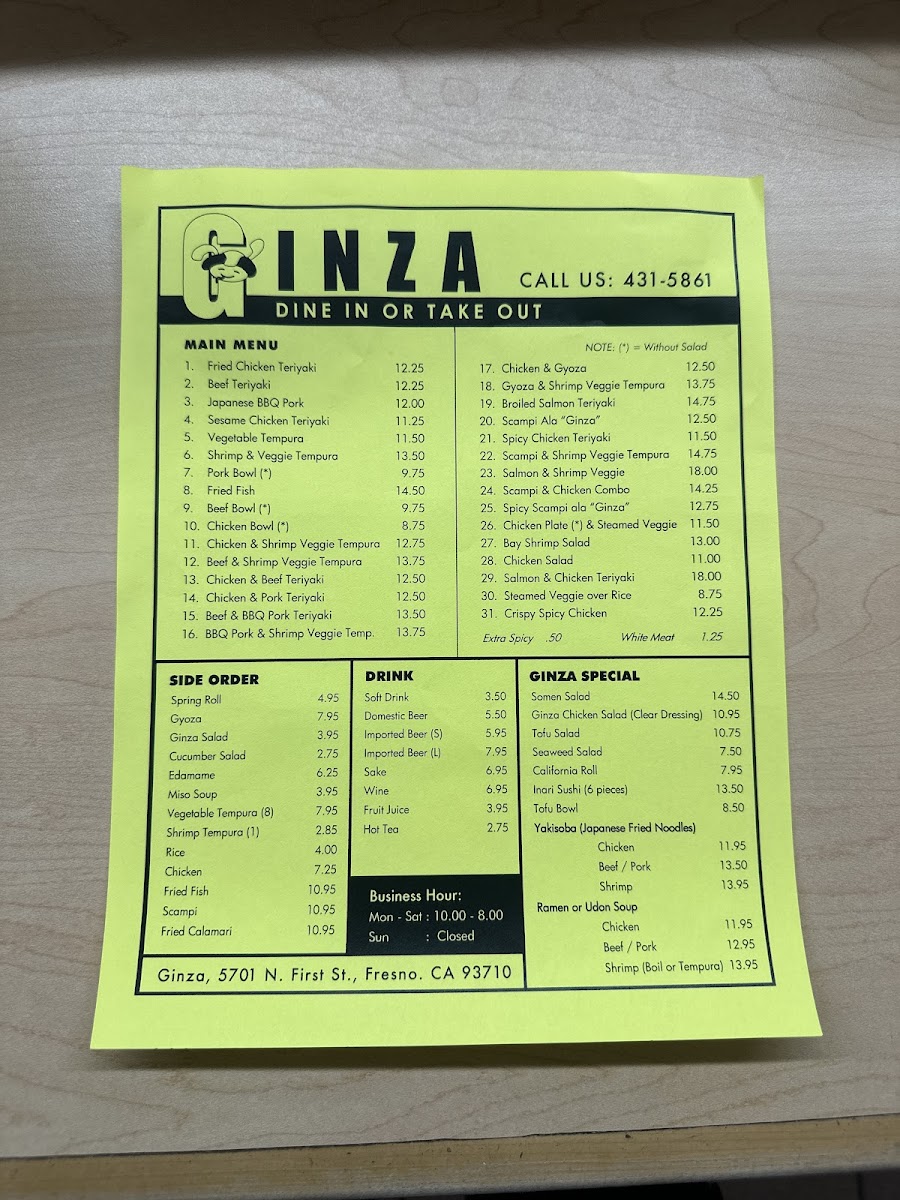 GINZA
CALL US: 431-5861
DINE IN OR TAKE OUT
MAIN MENU
1. Fried Chicken Teriyaki 12.25
2. Beef Teriyaki 12.25
3. Japanese BBQ Pork 12.00
4. Sesame Chicken Teriyaki 11.25
5. Vegetable Tempura 11.50
6. Shrimp & Veggie Tempura 13.50
7. Pork Bowl (*) 9.75
8. Fried Fish 14.50
9. Beef Bowl (*) 9.75
10. Chicken Bowl (*) 8.75
11. Chicken & Shrimp Veggie Tempura 12.75
12. Beef & Shrimp Veggie Tempura 13.75
13. Chicken & Beef Teriyaki 12.50
14. Chicken & Pork Teriyaki 12.50
15. Beef & BBQ Pork Teriyaki 13.50
16. BBQ Pork & Shrimp Veggie Temp. 13.75
NOTE: (*) = Without Salad
17. Chicken & Gyoza 12.50
18. Gyoza & Shrimp Veggie Tempura 13.75
19. Broiled Salmon Teriyaki 14.75
20. Scampi Ala "Ginza" 12.50
21. Spicy Chicken Teriyaki 11.50
22. Scampi & Shrimp Veggie Tempura 14.75
23. Salmon & Shrimp Veggie 18.00
24. Scampi & Chicken Combo 14.25
25. Spicy Scampi ala "Ginza" 12.75
26. Chicken Plate (*) & Steamed Veggie 11.50
27. Bay Shrimp Salad 13.00
28. Chicken Salad 11.00
29. Salmon & Chicken Teriyaki 18.00
30. Steamed Veggie over Rice 8.75
31. Crispy Spicy Chicken 12.25
Extra Spicy .50 White Meat 1.25
SIDE ORDER
Spring Roll 4.95
Gyoza 7.95
Ginza Salad 3.95
Cucumber Salad 2.75
Edamame 6.25
Miso Soup 3.95
Vegetable Tempura (8) 7.95
Shrimp Tempura (1) 2.85
Rice 4.00
Chicken 7.25
Fried Fish 10.95
Scampi 10.95
Fried Calamari 10.95
DRINK
Soft Drink 3.50
Domestic Beer 5.50
Imported Beer (S) 5.95
Imported Beer (L) 7.95
Sake 6.95
Wine 6.95
Fruit Juice 3.95
Hot Tea 2.75
Business Hour:
Mon - Sat : 10.00 - 8.00
Sun : Closed
GINZA SPECIAL
Somen Salad 14.50
Ginza Chicken Salad (Clear Dressing) 10.95
Tofu Salad 10.75
Seaweed Salad 7.50
California Roll 7.95
Inari Sushi (6 pieces) 13.50
Tofu Bowl 8.50
Yakisoba (Japanese Fried Noodles)
Chicken 11.95
Beef / Pork 13.50
Shrimp 13.95
Ramen or Udon Soup
Chicken 11.95
Beef / Pork 12.95
Shrimp (Boil or Tempura) 13.95
Ginza, 5701 N. First St., Fresno. CA 93710